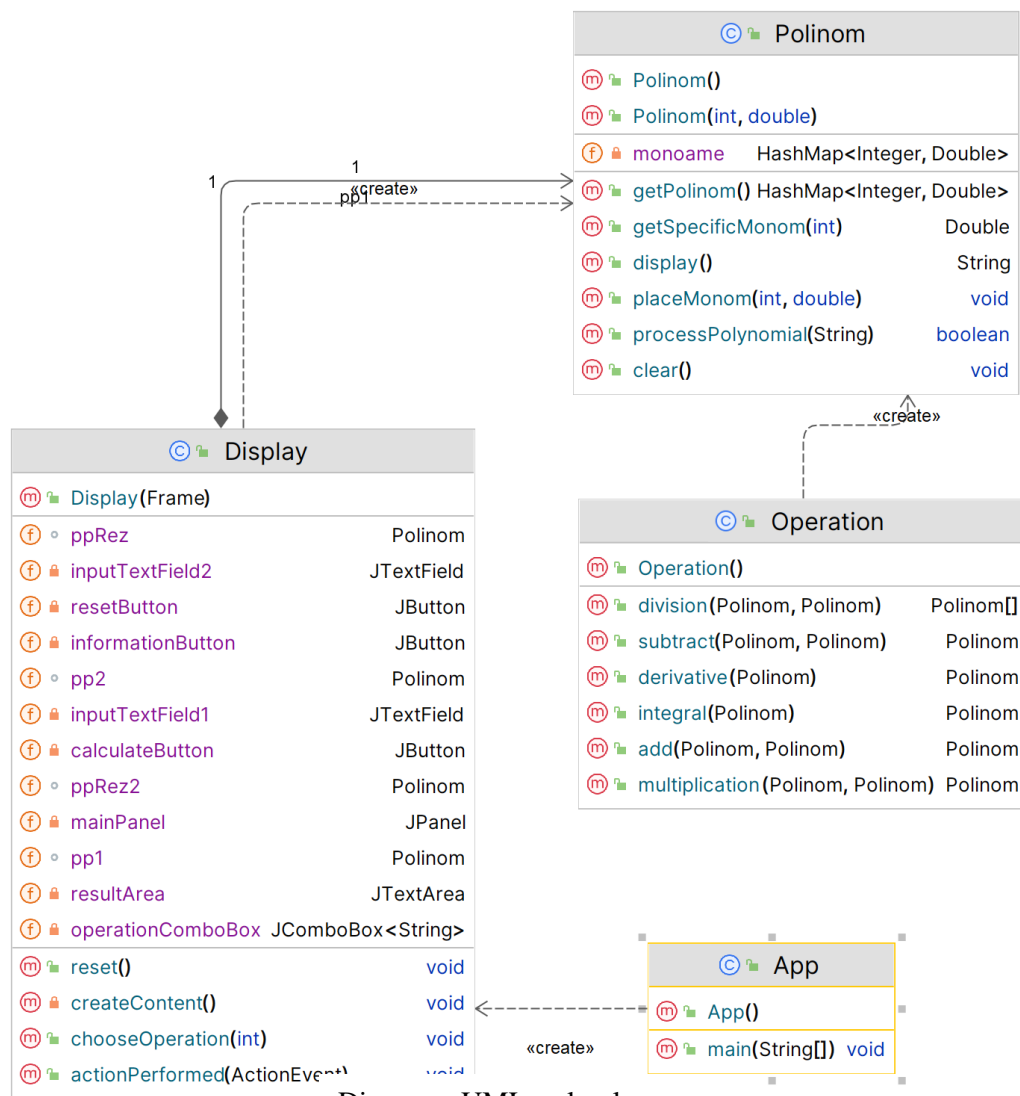 Polinom
Polinom()
Polinom(int, double)
monoame HashMap<Integer, Double>
getPolinom() HashMap<Integer, Double>
getSpecificMonom(int) Double
display() String
placeMonom(int, double) void
processPolynomial(String) boolean
clear() void
1
1
«create»
pp1
«create»
Display
Display(Frame)
ppRez Polinom
inputTextField2 JTextField
resetButton JButton
informationButton JButton
pp2 Polinom
inputTextField1 JTextField
calculateButton JButton
ppRez2 Polinom
mainPanel JPanel
pp1 Polinom
resultArea JTextArea
operationComboBox JComboBox<String>
reset() void
createContent() void
chooseOperation(int) void
actionPerformed(ActionEvent) void
Operation
Operation()
division(Polinom, Polinom) Polinom[]
subtract(Polinom, Polinom) Polinom
derivative(Polinom) Polinom
integral(Polinom) Polinom
add(Polinom, Polinom) Polinom
multiplication(Polinom, Polinom) Polinom
App
App()
main(String[]) void
«create»
UML